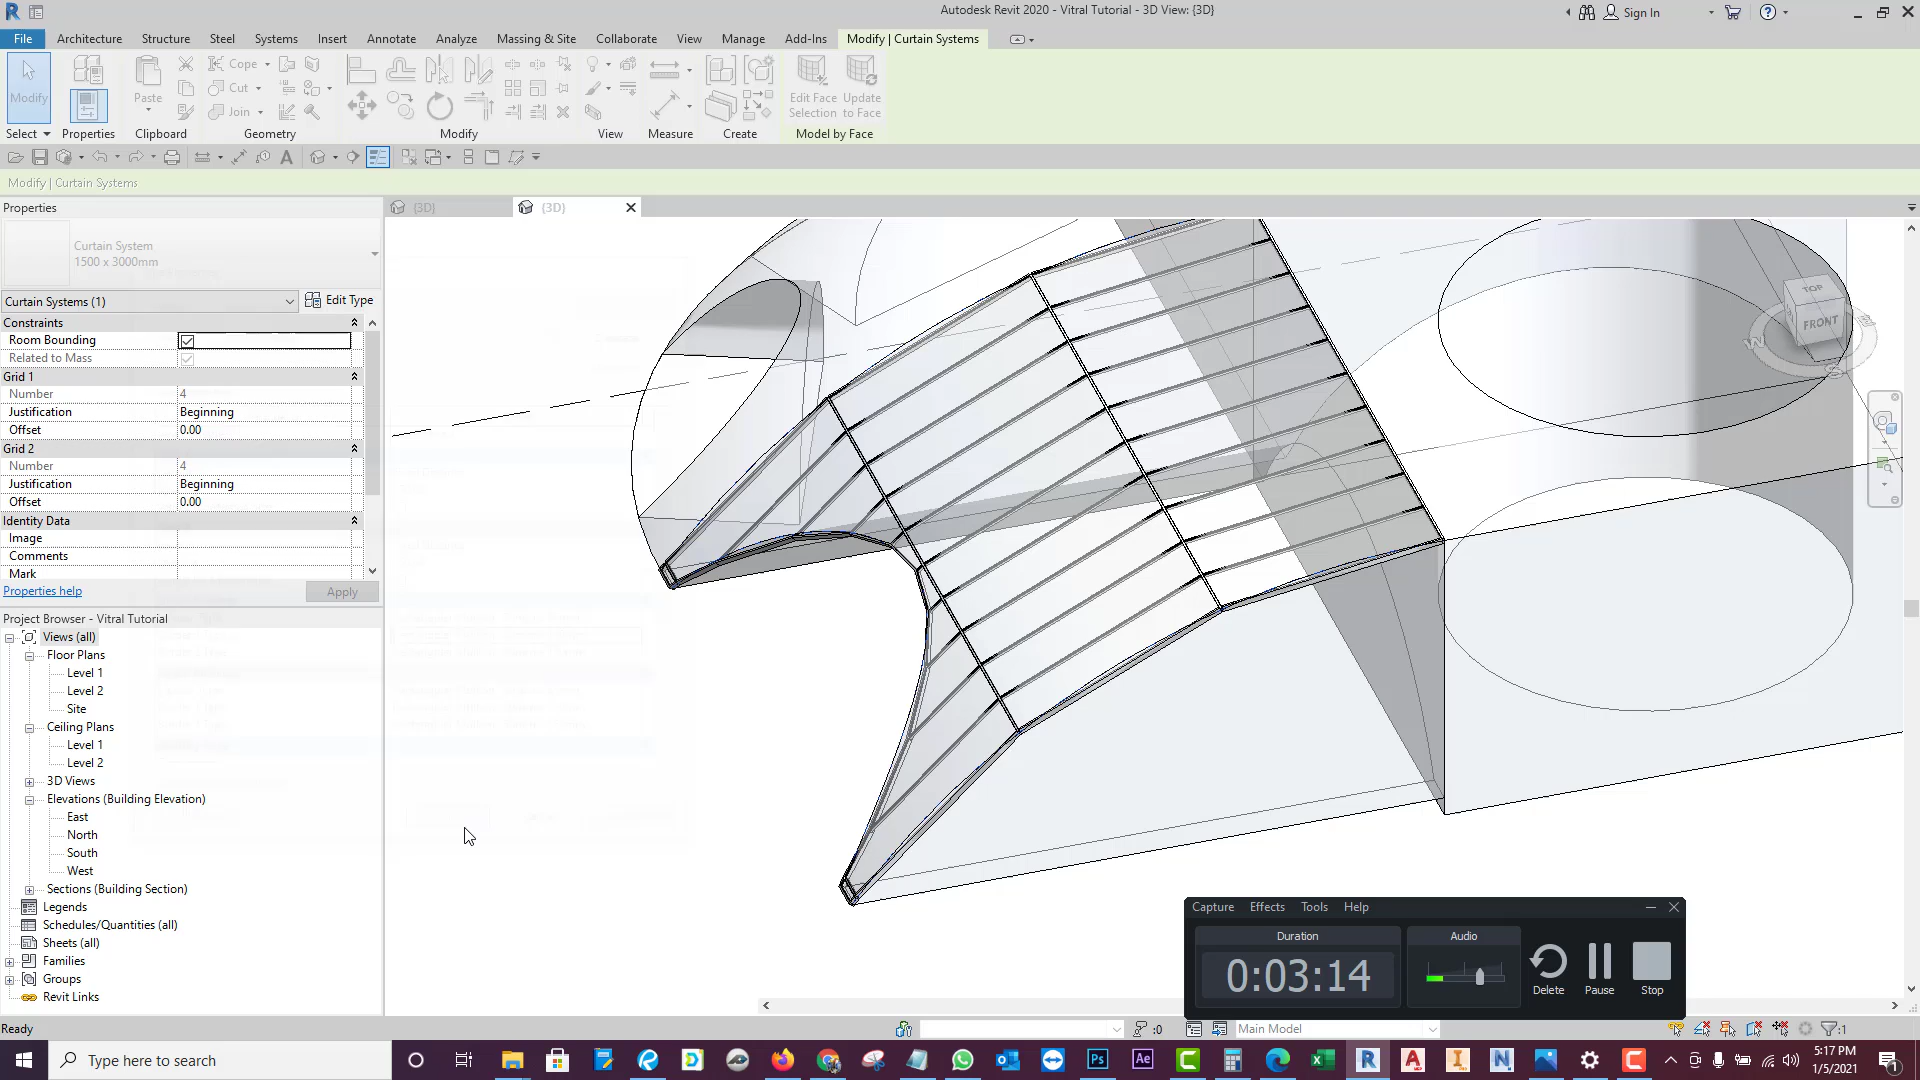 Autodesk Revit 2020 - Vitral Tutorial - 3D View: {3D}
Sign In
File
Architecture
Structure
Steel
Systems
Insert
Annotate
Analyze
Massing & Site
Collaborate
View
Manage
Add-Ins
Modify | Curtain Systems
Modify
Paste
Cope
Cut
Join
Edit Face Selection
Update to Face
Select
Properties
Clipboard
Geometry
Modify
View
Measure
Create
Model by Face
Modify | Curtain Systems
Properties
{3D}
{3D}
Curtain System
1500 x 3000mm
Curtain Systems (1)
Edit Type
Constraints
Room Bounding
Related to Mass
Grid 1
Number 4
Justification Beginning
Offset 0.00
Grid 2
Number 4
Justification Beginning
Offset 0.00
Identity Data
Image
Comments
Mark
Properties help
Apply
Project Browser - Vitral Tutorial
Views (all)
Floor Plans
Level 1
Level 2
Site
Ceiling Plans
Level 1
Level 2
3D Views
Elevations (Building Elevation)
East
North
South
West
Sections (Building Section)
Legends
Schedules/Quantities (all)
Sheets (all)
Families
Groups
Revit Links
TOP
FRONT
W
Capture
Effects
Tools
Help
Duration
0:03:14
Audio
Delete
Pause
Stop
Ready
:0
Main Model
:1
Type here to search
5:17 PM
1/5/2021